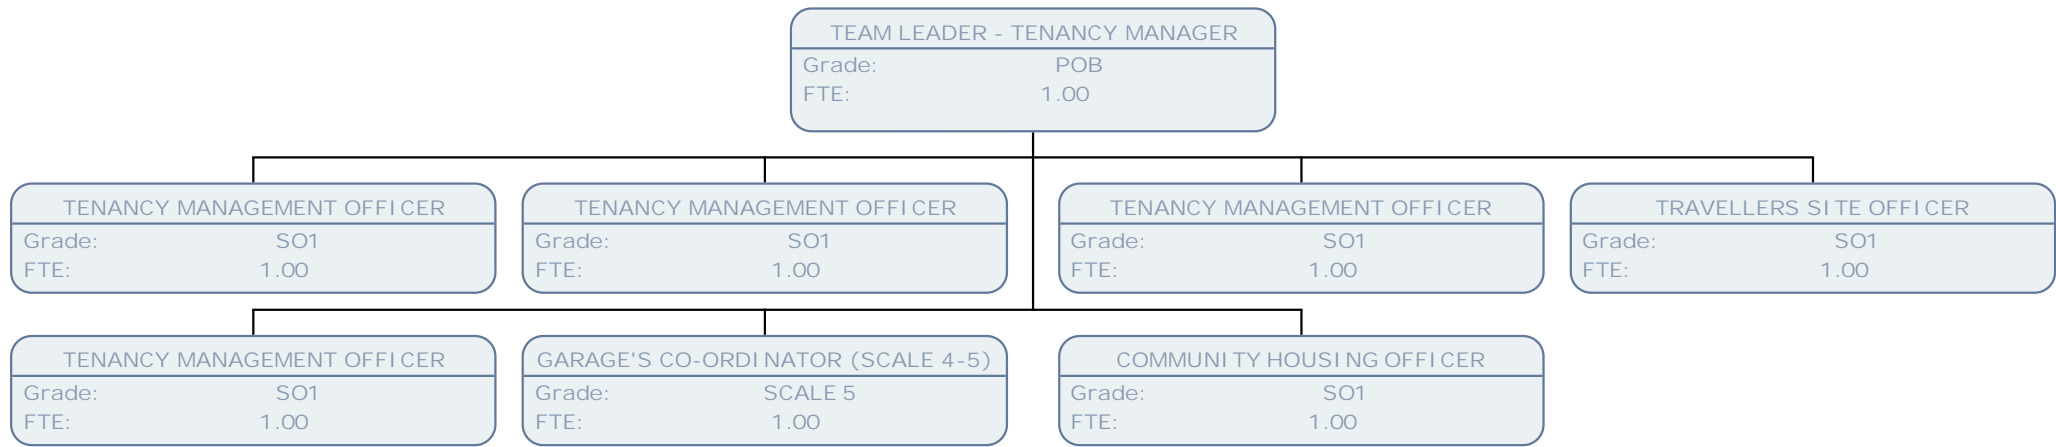 TEAM LEADER - TENANCY MANAGER
Grade: POB
FTE: 1.00
TENANCY MANAGEMENT OFFICER
Grade: SO1
FTE: 1.00
TENANCY MANAGEMENT OFFICER
Grade: SO1
FTE: 1.00
TENANCY MANAGEMENT OFFICER
Grade: SO1
FTE: 1.00
TRAVELLERS SITE OFFICER
Grade: SO1
FTE: 1.00
TENANCY MANAGEMENT OFFICER
Grade: SO1
FTE: 1.00
GARAGE'S CO-ORDINATOR (SCALE 4-5)
Grade: SCALE 5
FTE: 1.00
COMMUNITY HOUSING OFFICER
Grade: SO1
FTE: 1.00